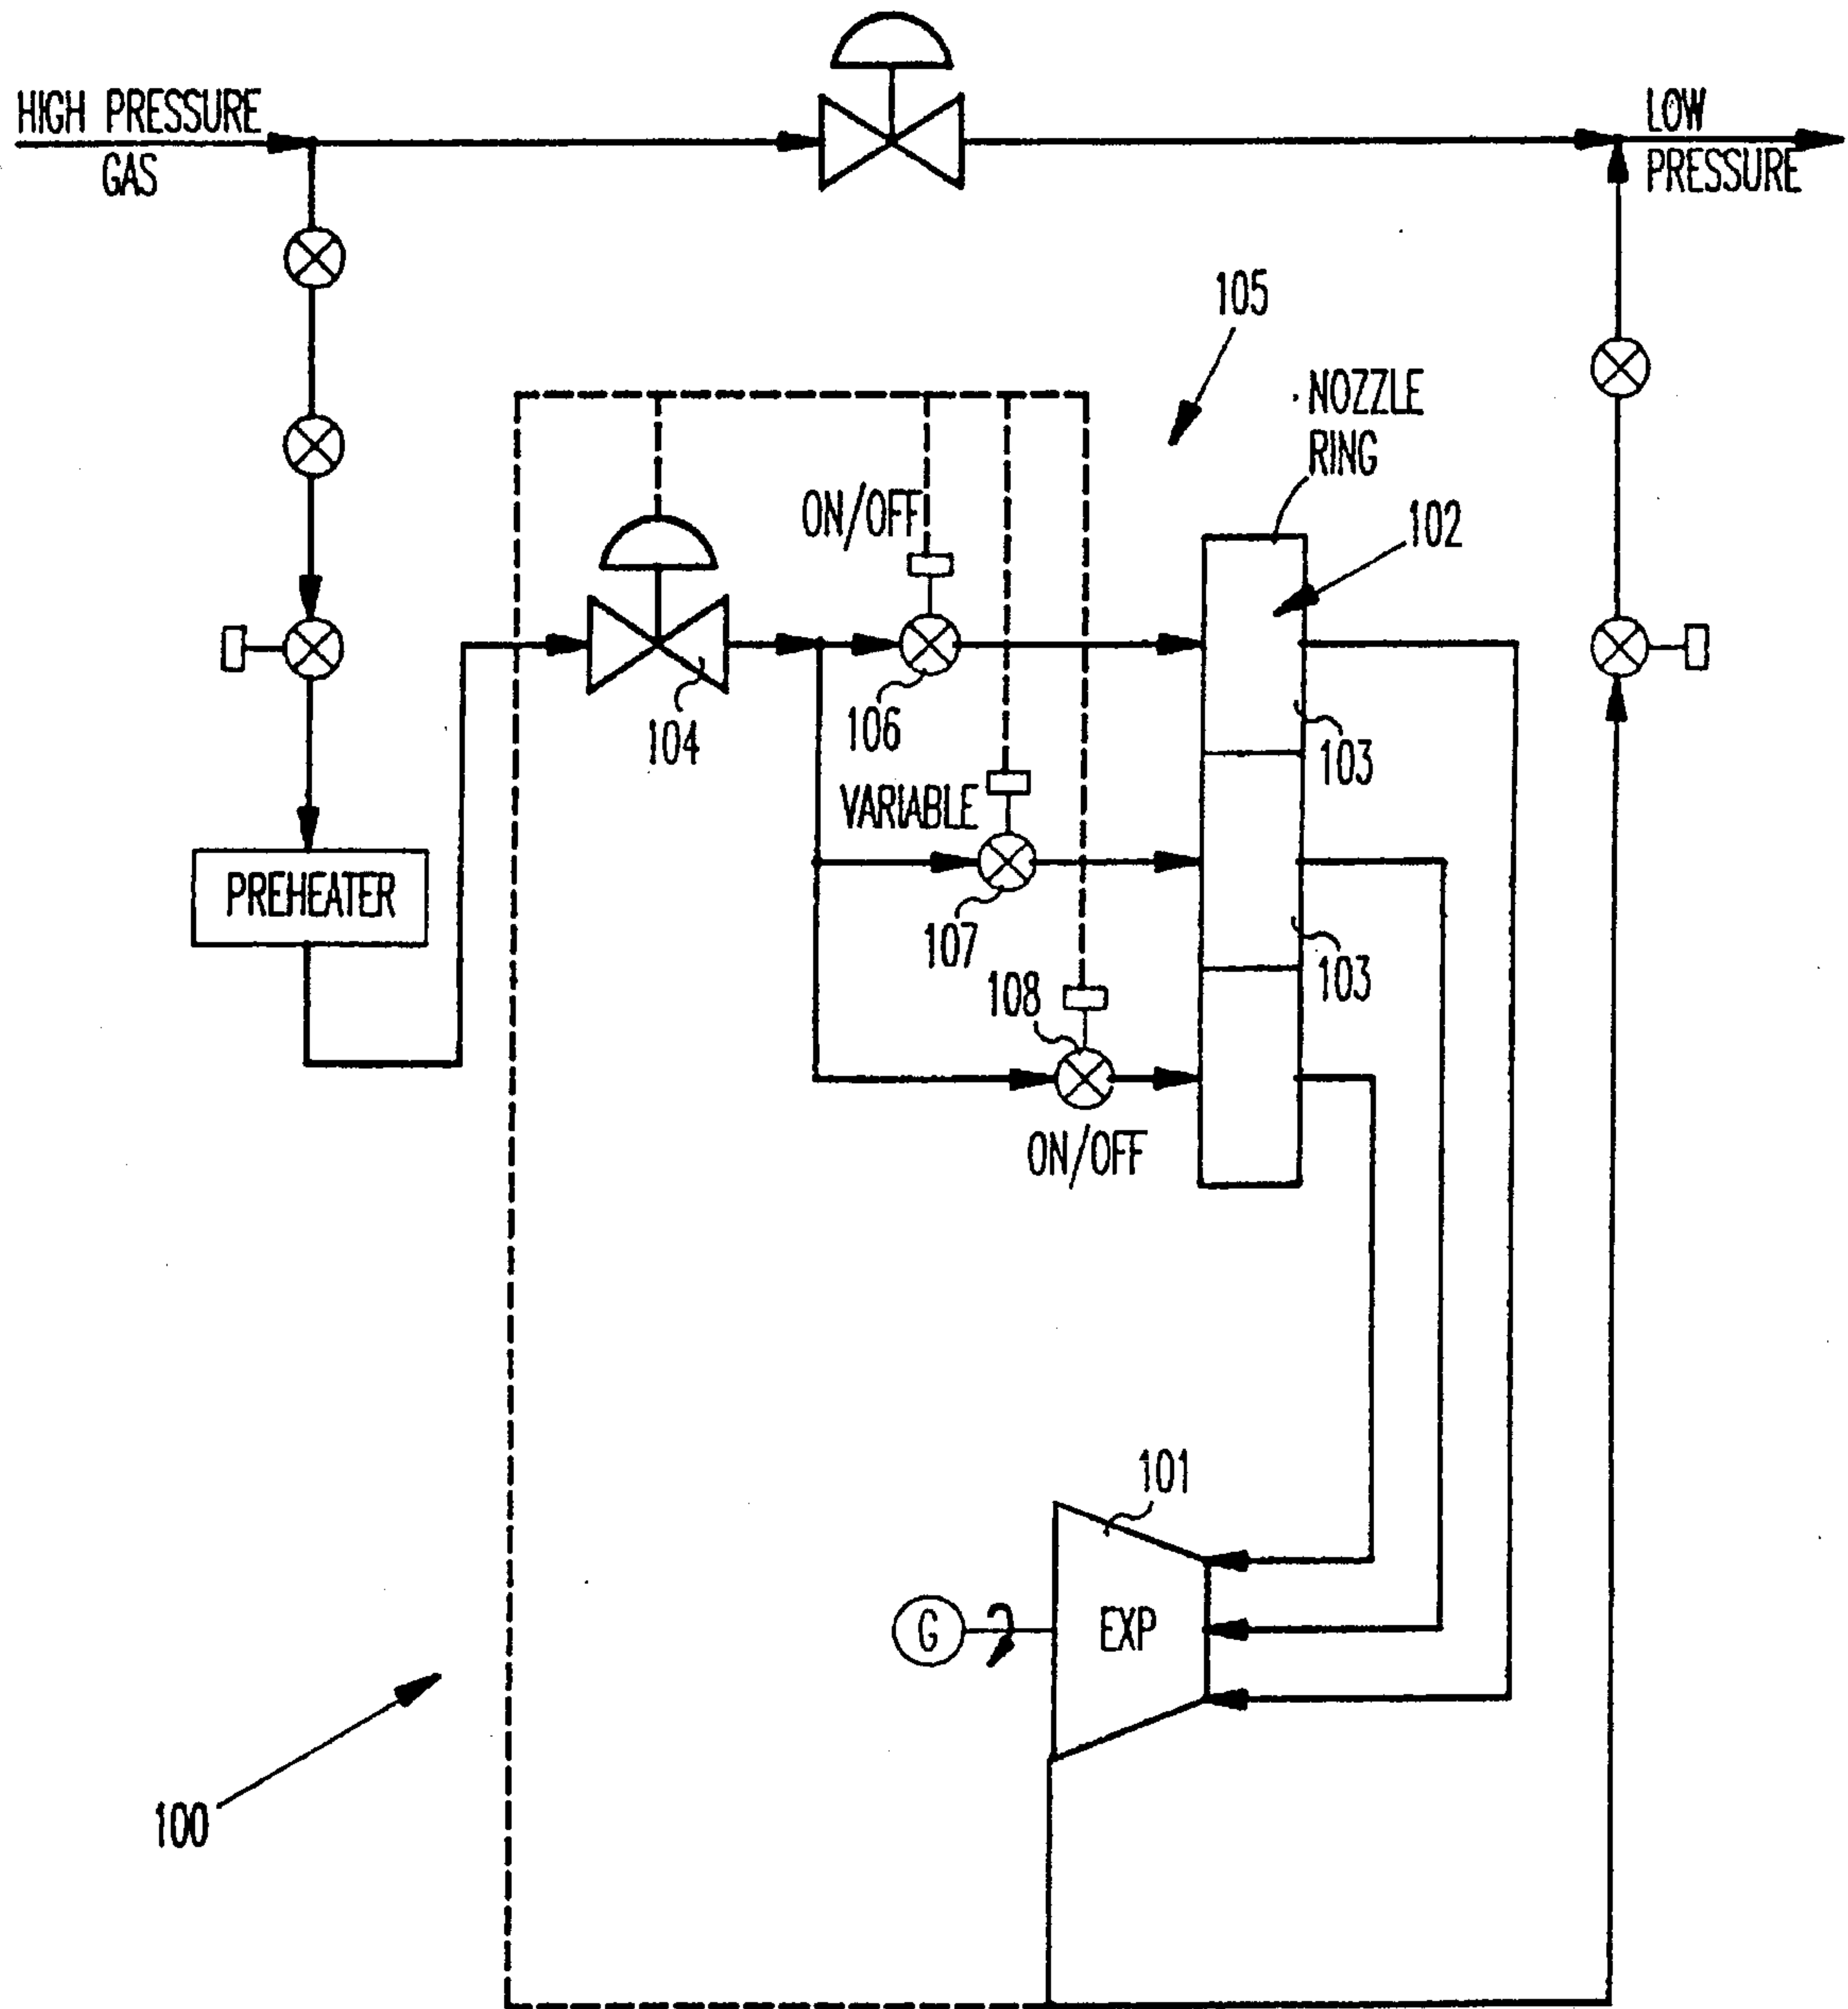 HIGH PRESSURE
GAS
LOW
PRESSURE
105
NOZZLE
RING
102
ON/OFF
104
106
103
VARIABLE
PREHEATER
107
103
108
ON/OFF
101
G
EXP
100